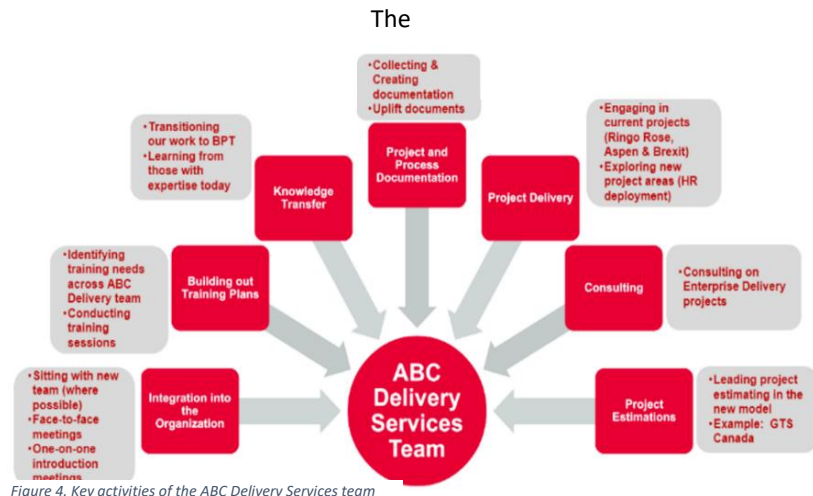 The
•Collecting &
Creating
documentation
•Uplift documents
•Transitioning
our work to BPT
•Learning from
those with
expertise today
•Engaging in
current projects
(Ringo Rose,
Aspen & Brexit)
•Exploring new
project areas (HR
deployment)
Project and
Process
Documentation
Knowledge
Transfer
Project Delivery
•Identifying
training needs
across ABC
Delivery team
•Conducting
training
sessions
Building out
Training Plans
Consulting
•Consulting on
Enterprise Delivery
projects
•Sitting with new
team (where
possible)
•Face-to-face
meetings
•One-on-one
introduction
meetings
Integration into
the
Organization
ABC
Delivery
Services
Team
Project
Estimations
•Leading project
estimating in the
new model
•Example: GTS
Canada
Figure 4. Key activities of the ABC Delivery Services team